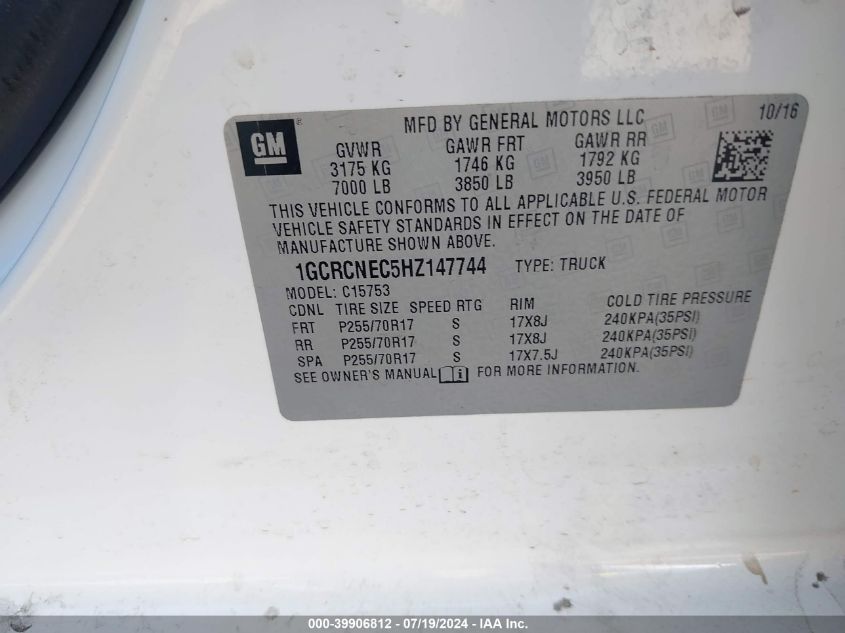 GM ® MFD BY GENERAL MOTORS LLC 10/16
GVWR GAWR FRT GAWR RR
3175 KG 1746 KG 1792 KG
7000 LB 3850 LB 3950 LB
THIS VEHICLE CONFORMS TO ALL APPLICABLE U.S. FEDERAL MOTOR
VEHICLE SAFETY STANDARDS IN EFFECT ON THE DATE OF
MANUFACTURE SHOWN ABOVE.
1GCRCNEC5HZ147744 TYPE: TRUCK
MODEL: C15753
CDNL TIRE SIZE SPEED RTG RIM COLD TIRE PRESSURE
FRT P255/70R17 S 17X8J 240KPA(35PSI)
RR P255/70R17 S 17X8J 240KPA(35PSI)
SPA P255/70R17 S 17X7.5J 240KPA(35PSI)
SEE OWNER'S MANUAL FOR MORE INFORMATION.
000-39906812 - 07/19/2024 - IAA Inc.